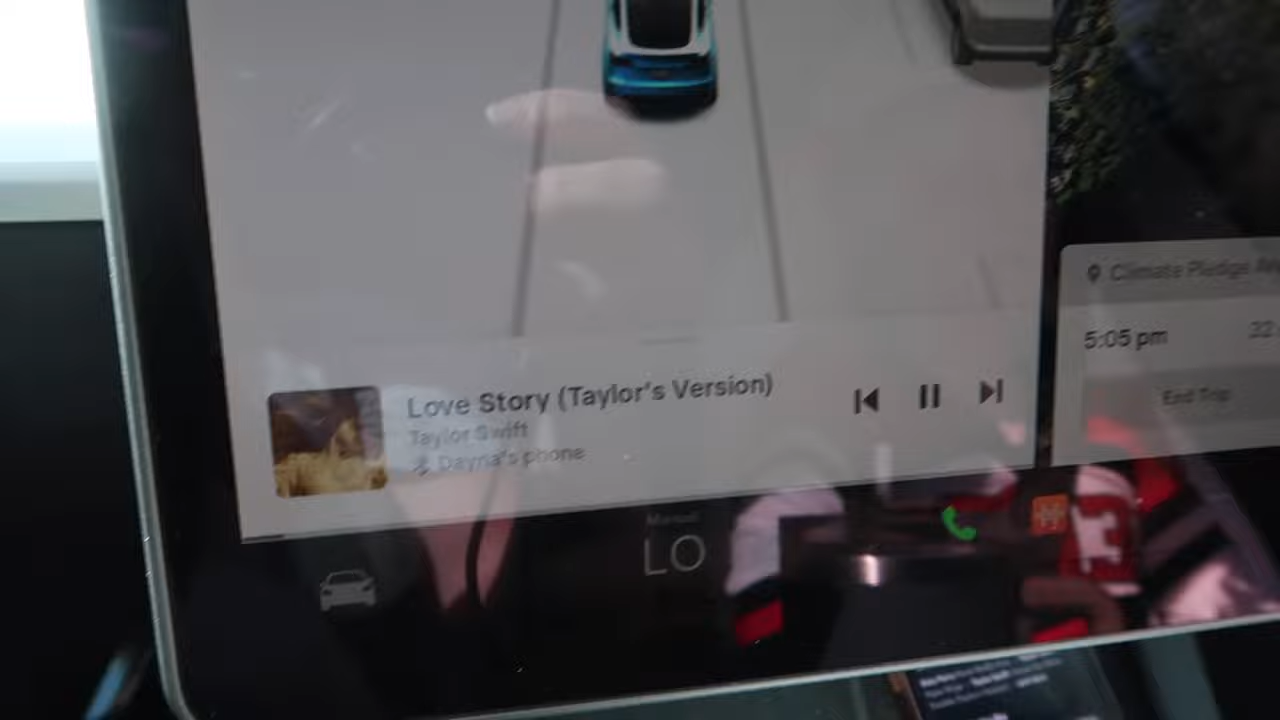 Climate Pledge
5:05 pm
End Trip
Love Story (Taylor's Version)
Taylor Swift
Dayna's phone
Manual
LO